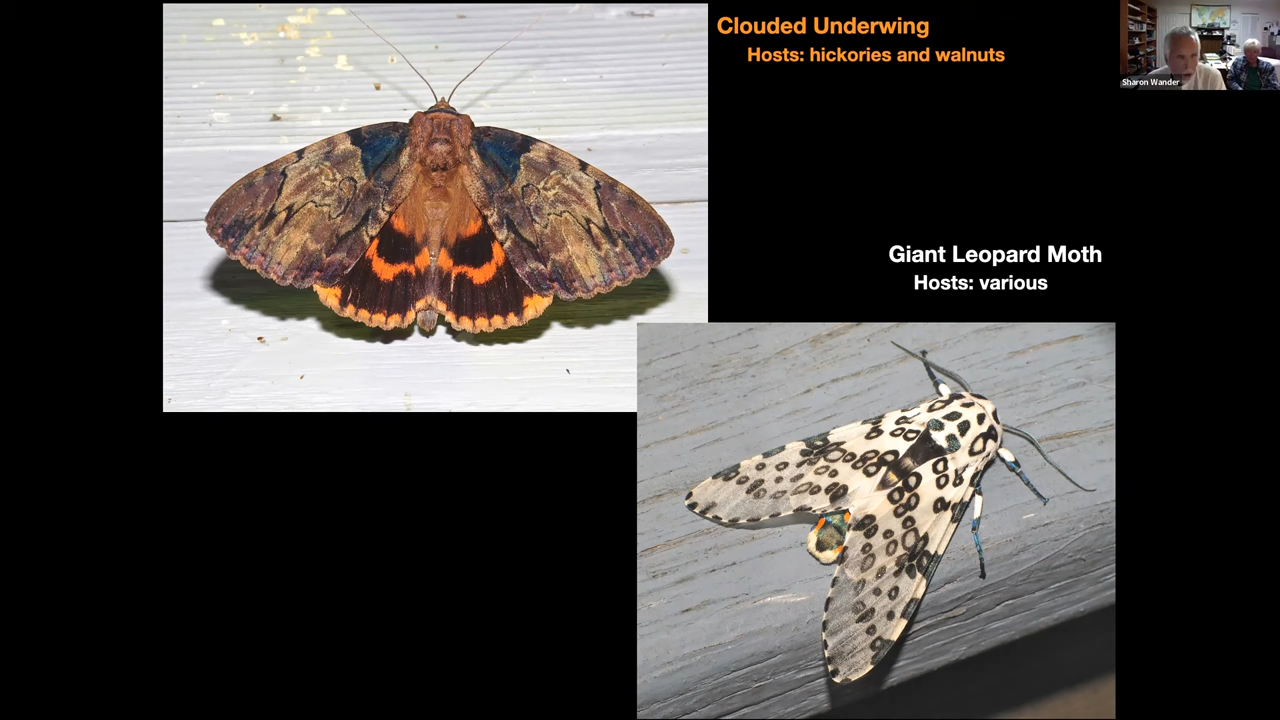 Clouded Underwing
Hosts: hickories and walnuts
Sharon Wander
Giant Leopard Moth
Hosts: various